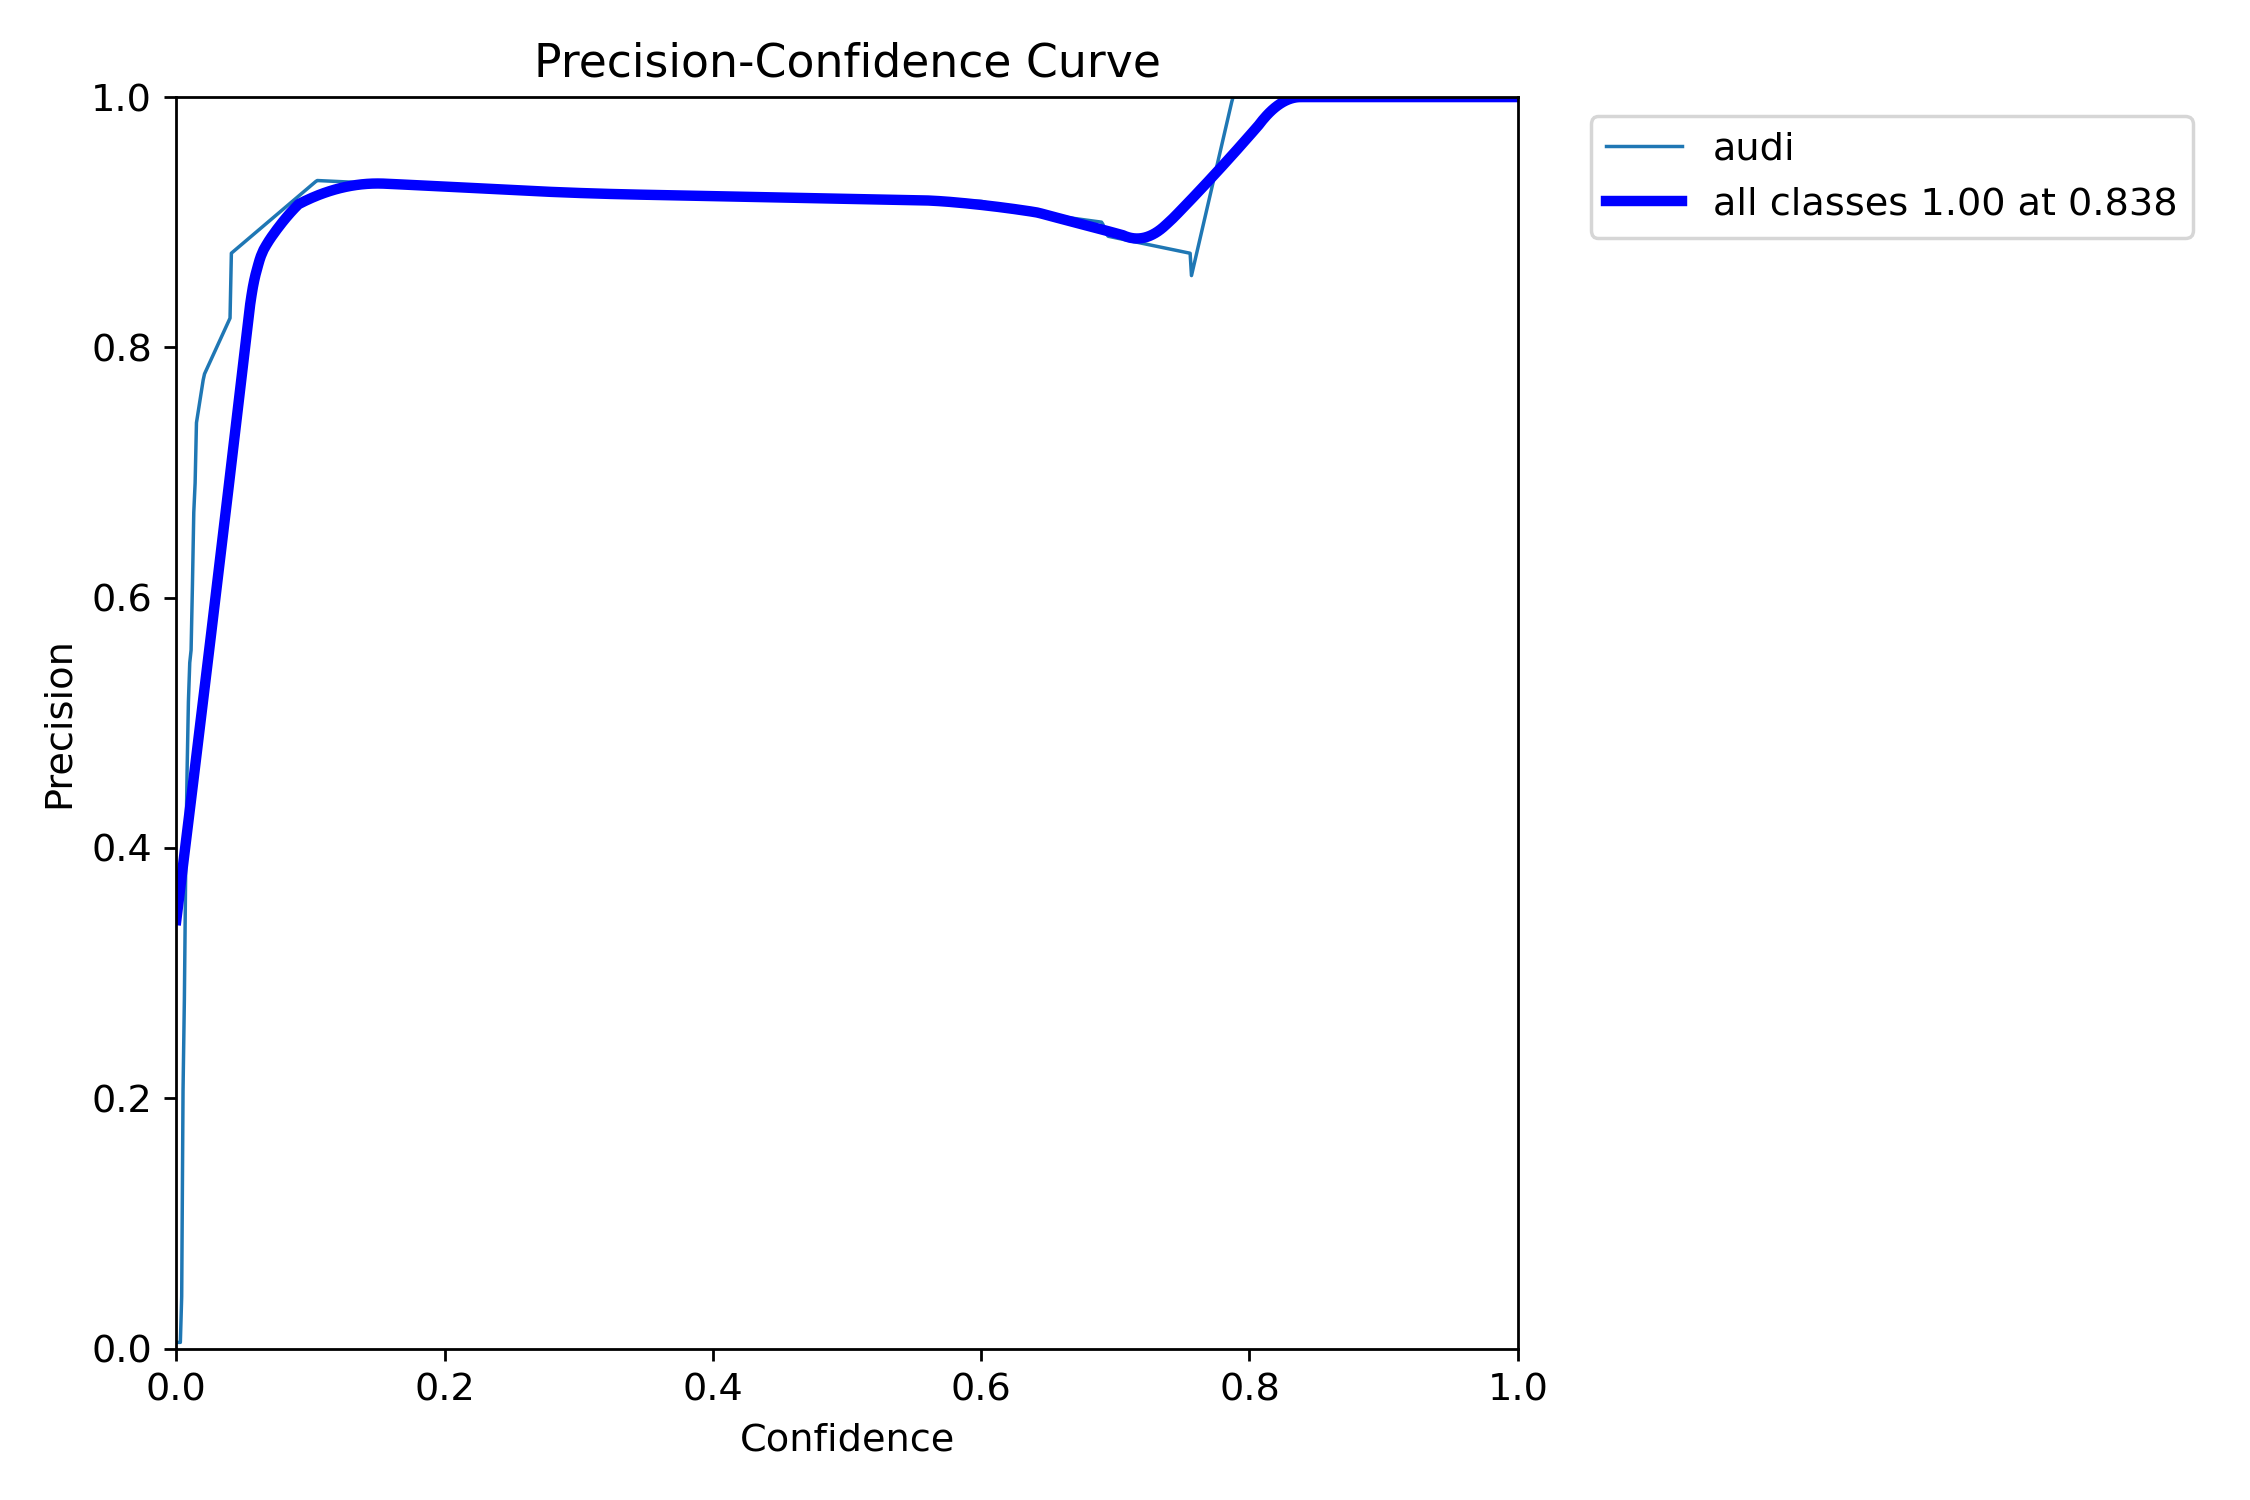 Precision-Confidence Curve
audi
all classes 1.00 at 0.838
Precision
1.0
0.8
0.6
0.4
0.2
0.0
0.0 0.2 0.4 0.6 0.8 1.0
Confidence